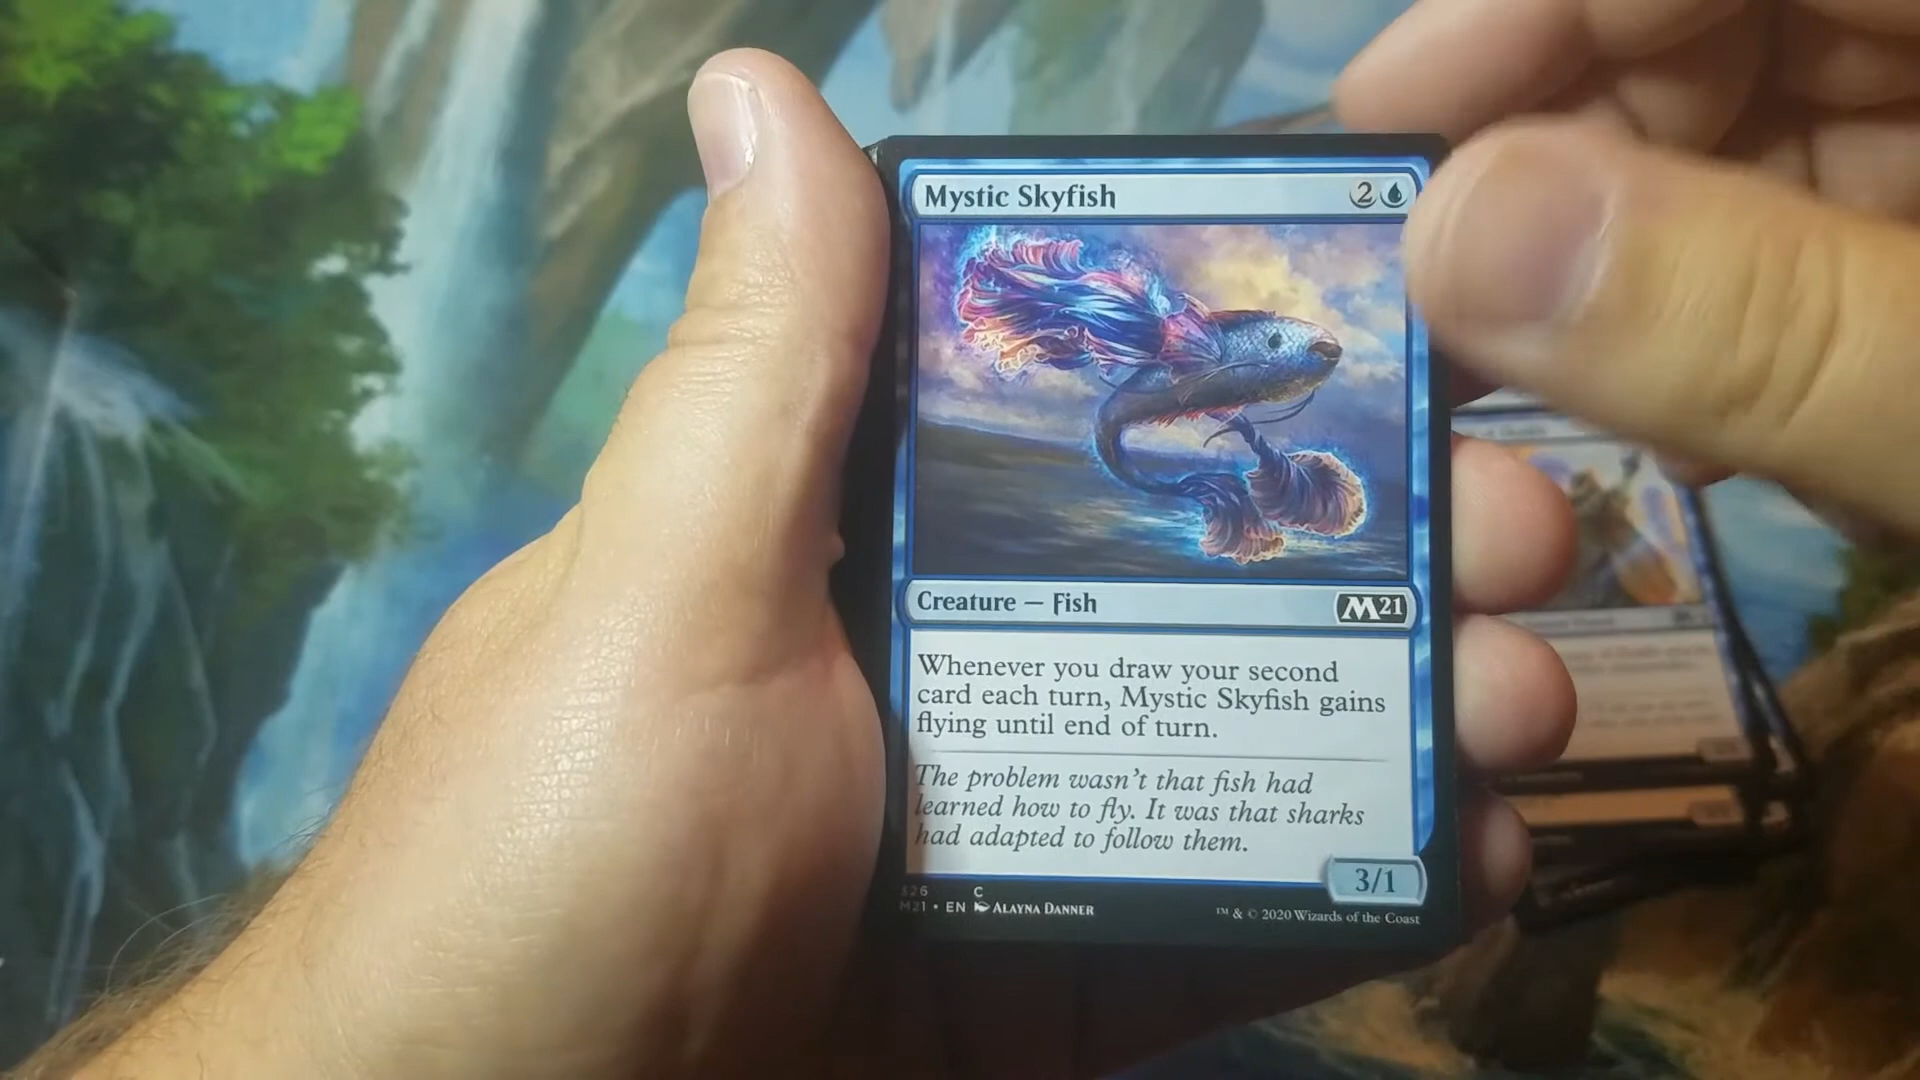 Mystic Skyfish 2
Creature — Fish M21
Whenever you draw your second
card each turn, Mystic Skyfish gains
flying until end of turn.
The problem wasn't that fish had
learned how to fly. It was that sharks
had adapted to follow them.
3/1
326 C
M21 • EN ALAYNA DANNER
™ & © 2020 Wizards of the Coast